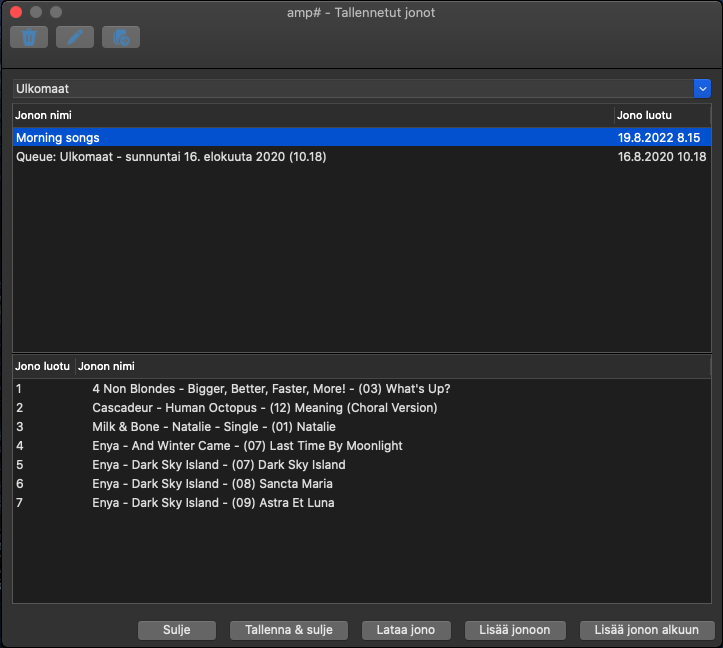 amp# - Tallennetut jonot
Ulkomaat
Jonon nimi Jono luotu
Morning songs 19.8.2022 8.15
Queue: Ulkomaat - sunnuntai 16. elokuuta 2020 (10.18) 16.8.2020 10.18
Jono luotu Jonon nimi
1 4 Non Blondes - Bigger, Better, Faster, More! - (03) What's Up?
2 Cascadeur - Human Octopus - (12) Meaning (Choral Version)
3 Milk & Bone - Natalie - Single - (01) Natalie
4 Enya - And Winter Came - (07) Last Time By Moonlight
5 Enya - Dark Sky Island - (07) Dark Sky Island
6 Enya - Dark Sky Island - (08) Sancta Maria
7 Enya - Dark Sky Island - (09) Astra Et Luna
Sulje Tallenna & sulje Lataa jono Lisää jonoon Lisää jonon alkuun